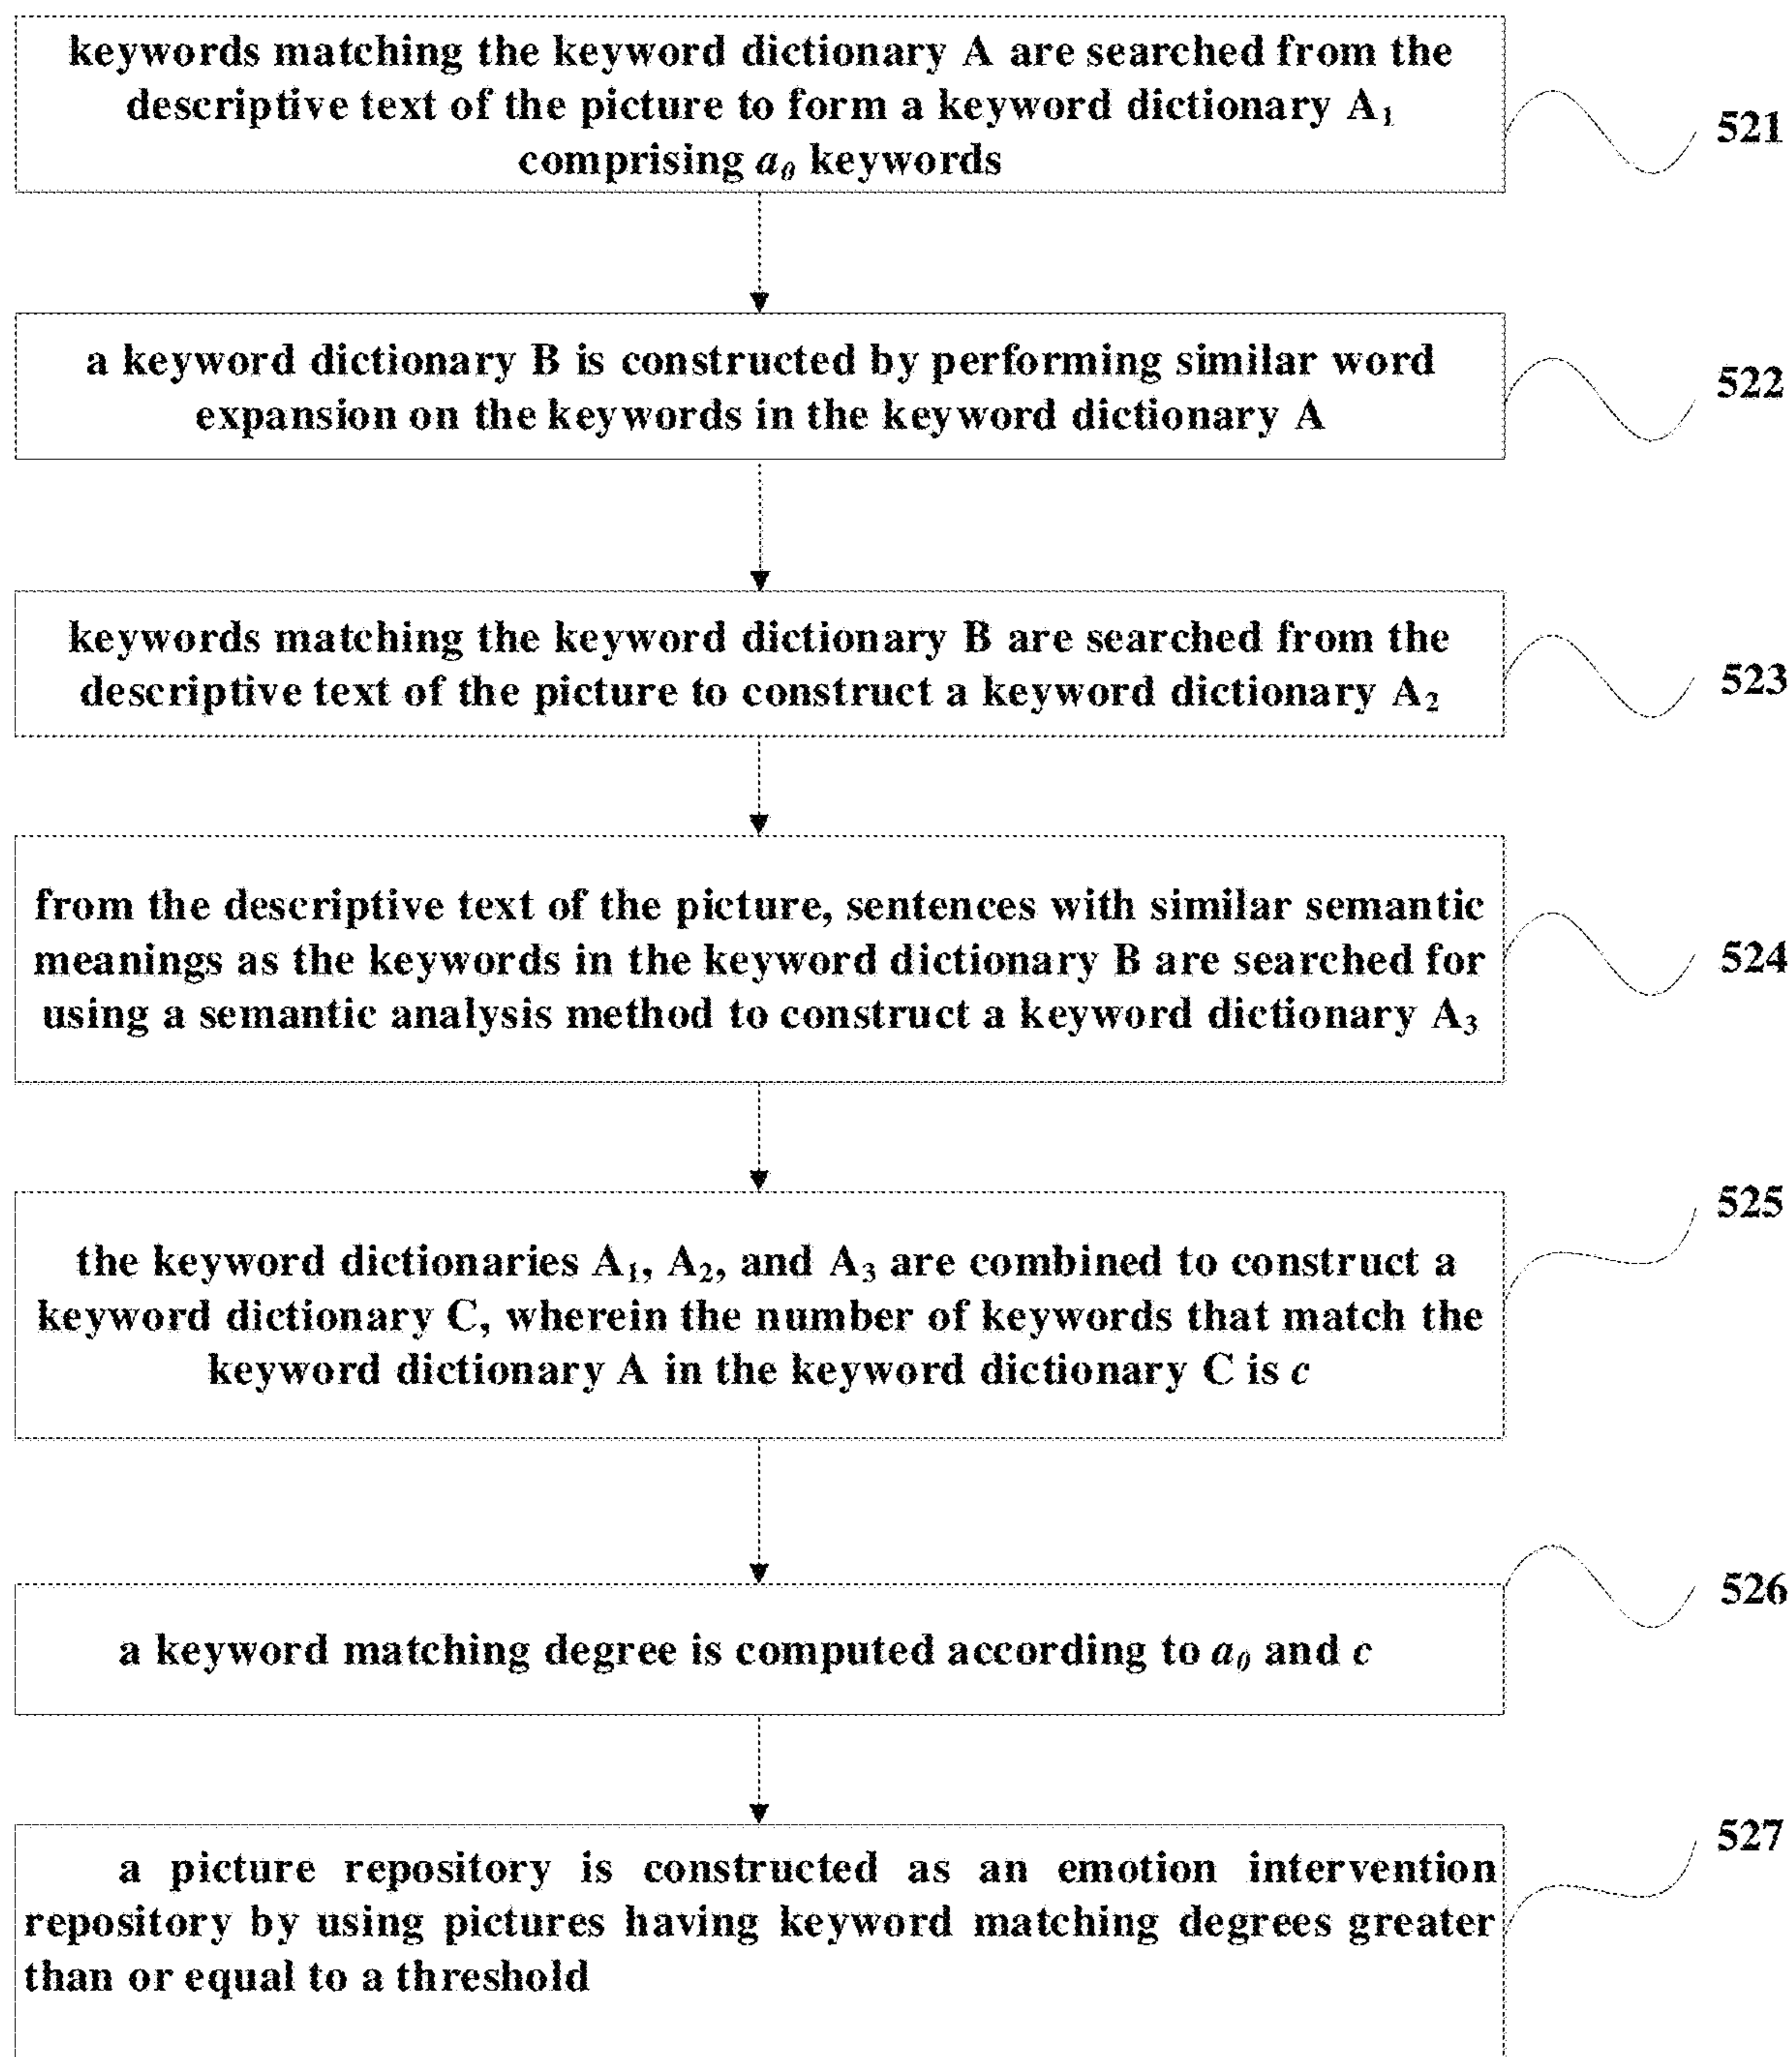 keywords matching the keyword dictionary A are searched from the
descriptive text of the picture to form a keyword dictionary A₁
comprising a₀ keywords
521
a keyword dictionary B is constructed by performing similar word
expansion on the keywords in the keyword dictionary A
522
keywords matching the keyword dictionary B are searched from the
descriptive text of the picture to construct a keyword dictionary A₂
523
from the descriptive text of the picture, sentences with similar semantic
meanings as the keywords in the keyword dictionary B are searched for
using a semantic analysis method to construct a keyword dictionary A₃
524
the keyword dictionaries A₁, A₂, and A₃ are combined to construct a
keyword dictionary C, wherein the number of keywords that match the
keyword dictionary A in the keyword dictionary C is c
525
a keyword matching degree is computed according to a₀ and c
526
a picture repository is constructed as an emotion intervention
repository by using pictures having keyword matching degrees greater
than or equal to a threshold
527